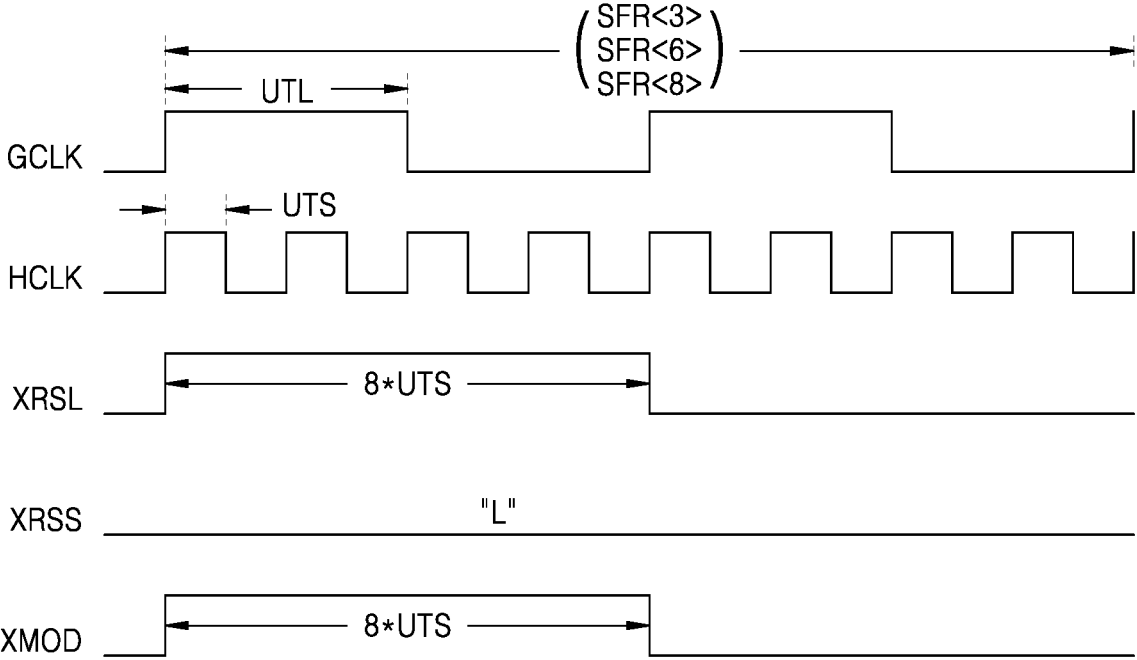 SFR<3>
SFR<6>
SFR<8>
UTL
GCLK
UTS
HCLK
8*UTS
XRSL
"L"
XRSS
8*UTS
XMOD